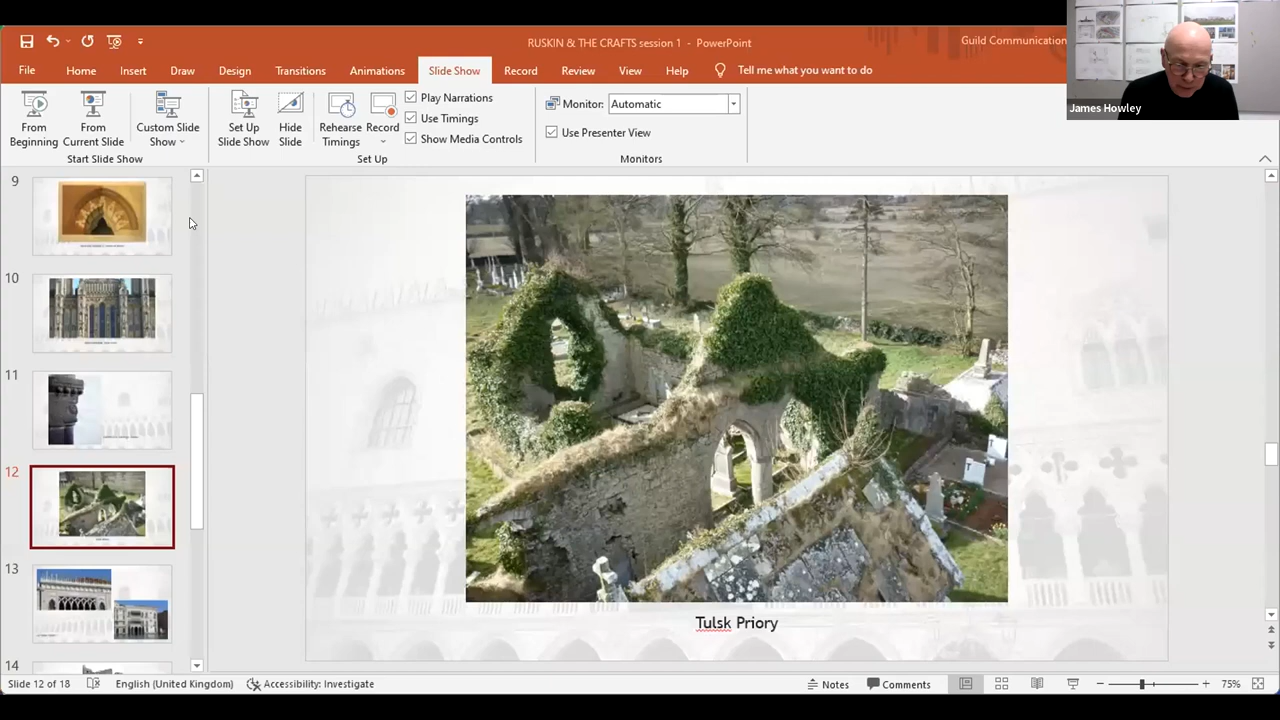 RUSKIN & THE CRAFTS session 1 - PowerPoint
Guild Communication
James Howley
File Home Insert Draw Design Transitions Animations Slide Show Record Review View Help Tell me what you want to do
From Beginning
From Current Slide
Custom Slide Show
Set Up Slide Show
Hide Slide
Rehearse Timings
Record
Play Narrations
Use Timings
Show Media Controls
Monitor: Automatic
Use Presenter View
Start Slide Show
Set Up
Monitors
9
10
11
12
13
14
Tulsk Priory
Slide 12 of 18 English (United Kingdom) Accessibility: Investigate Notes Comments 75%